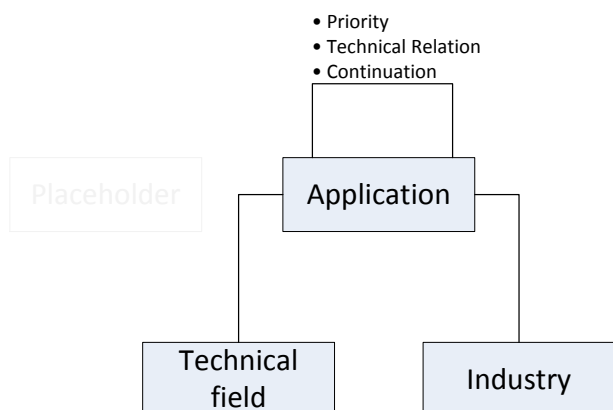 • Priority
• Technical Relation
• Continuation
Placeholder
Application
Technical
field
Industry